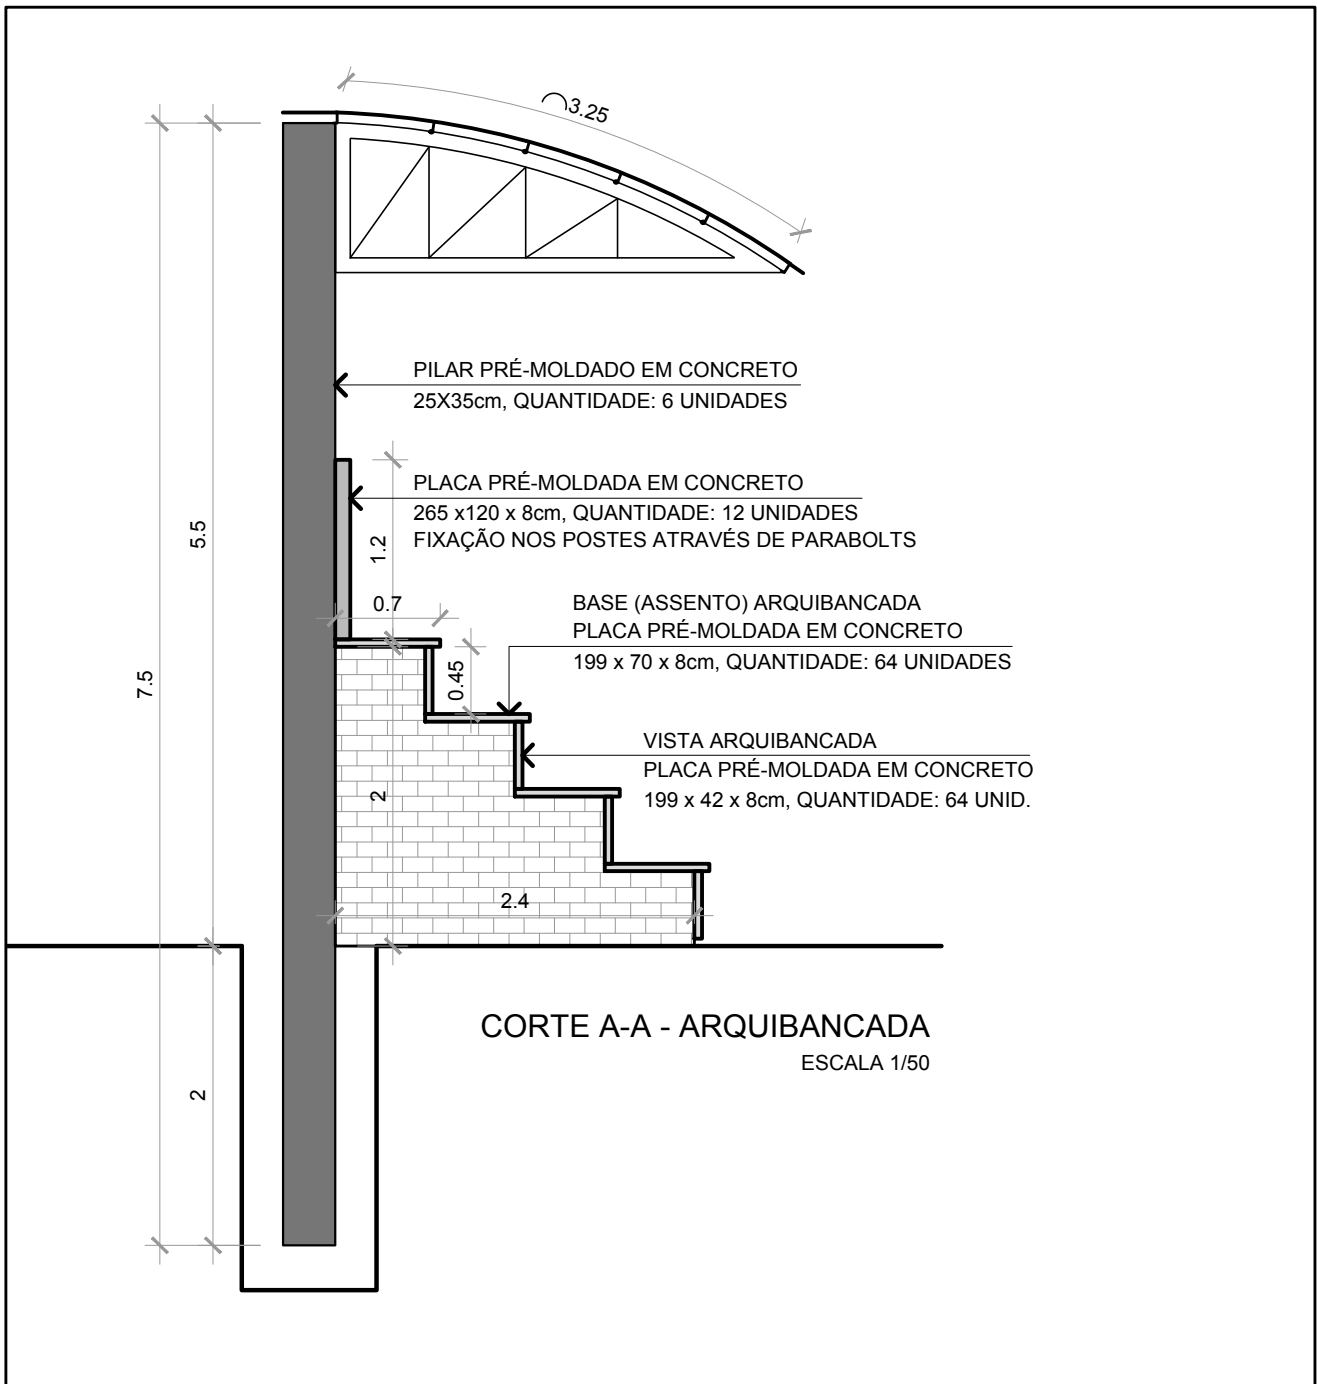 3.25
PILAR PRÉ-MOLDADO EM CONCRETO
25X35cm, QUANTIDADE: 6 UNIDADES
PLACA PRÉ-MOLDADA EM CONCRETO
265 x120 x 8cm, QUANTIDADE: 12 UNIDADES
FIXAÇÃO NOS POSTES ATRAVÉS DE PARABOLTS
5.5
1.2
0.7
BASE (ASSENTO) ARQUIBANCADA
PLACA PRÉ-MOLDADA EM CONCRETO
199 x 70 x 8cm, QUANTIDADE: 64 UNIDADES
7.5
0.45
VISTA ARQUIBANCADA
PLACA PRÉ-MOLDADA EM CONCRETO
199 x 42 x 8cm, QUANTIDADE: 64 UNID.
2
2.4
CORTE A-A - ARQUIBANCADA
ESCALA 1/50
2